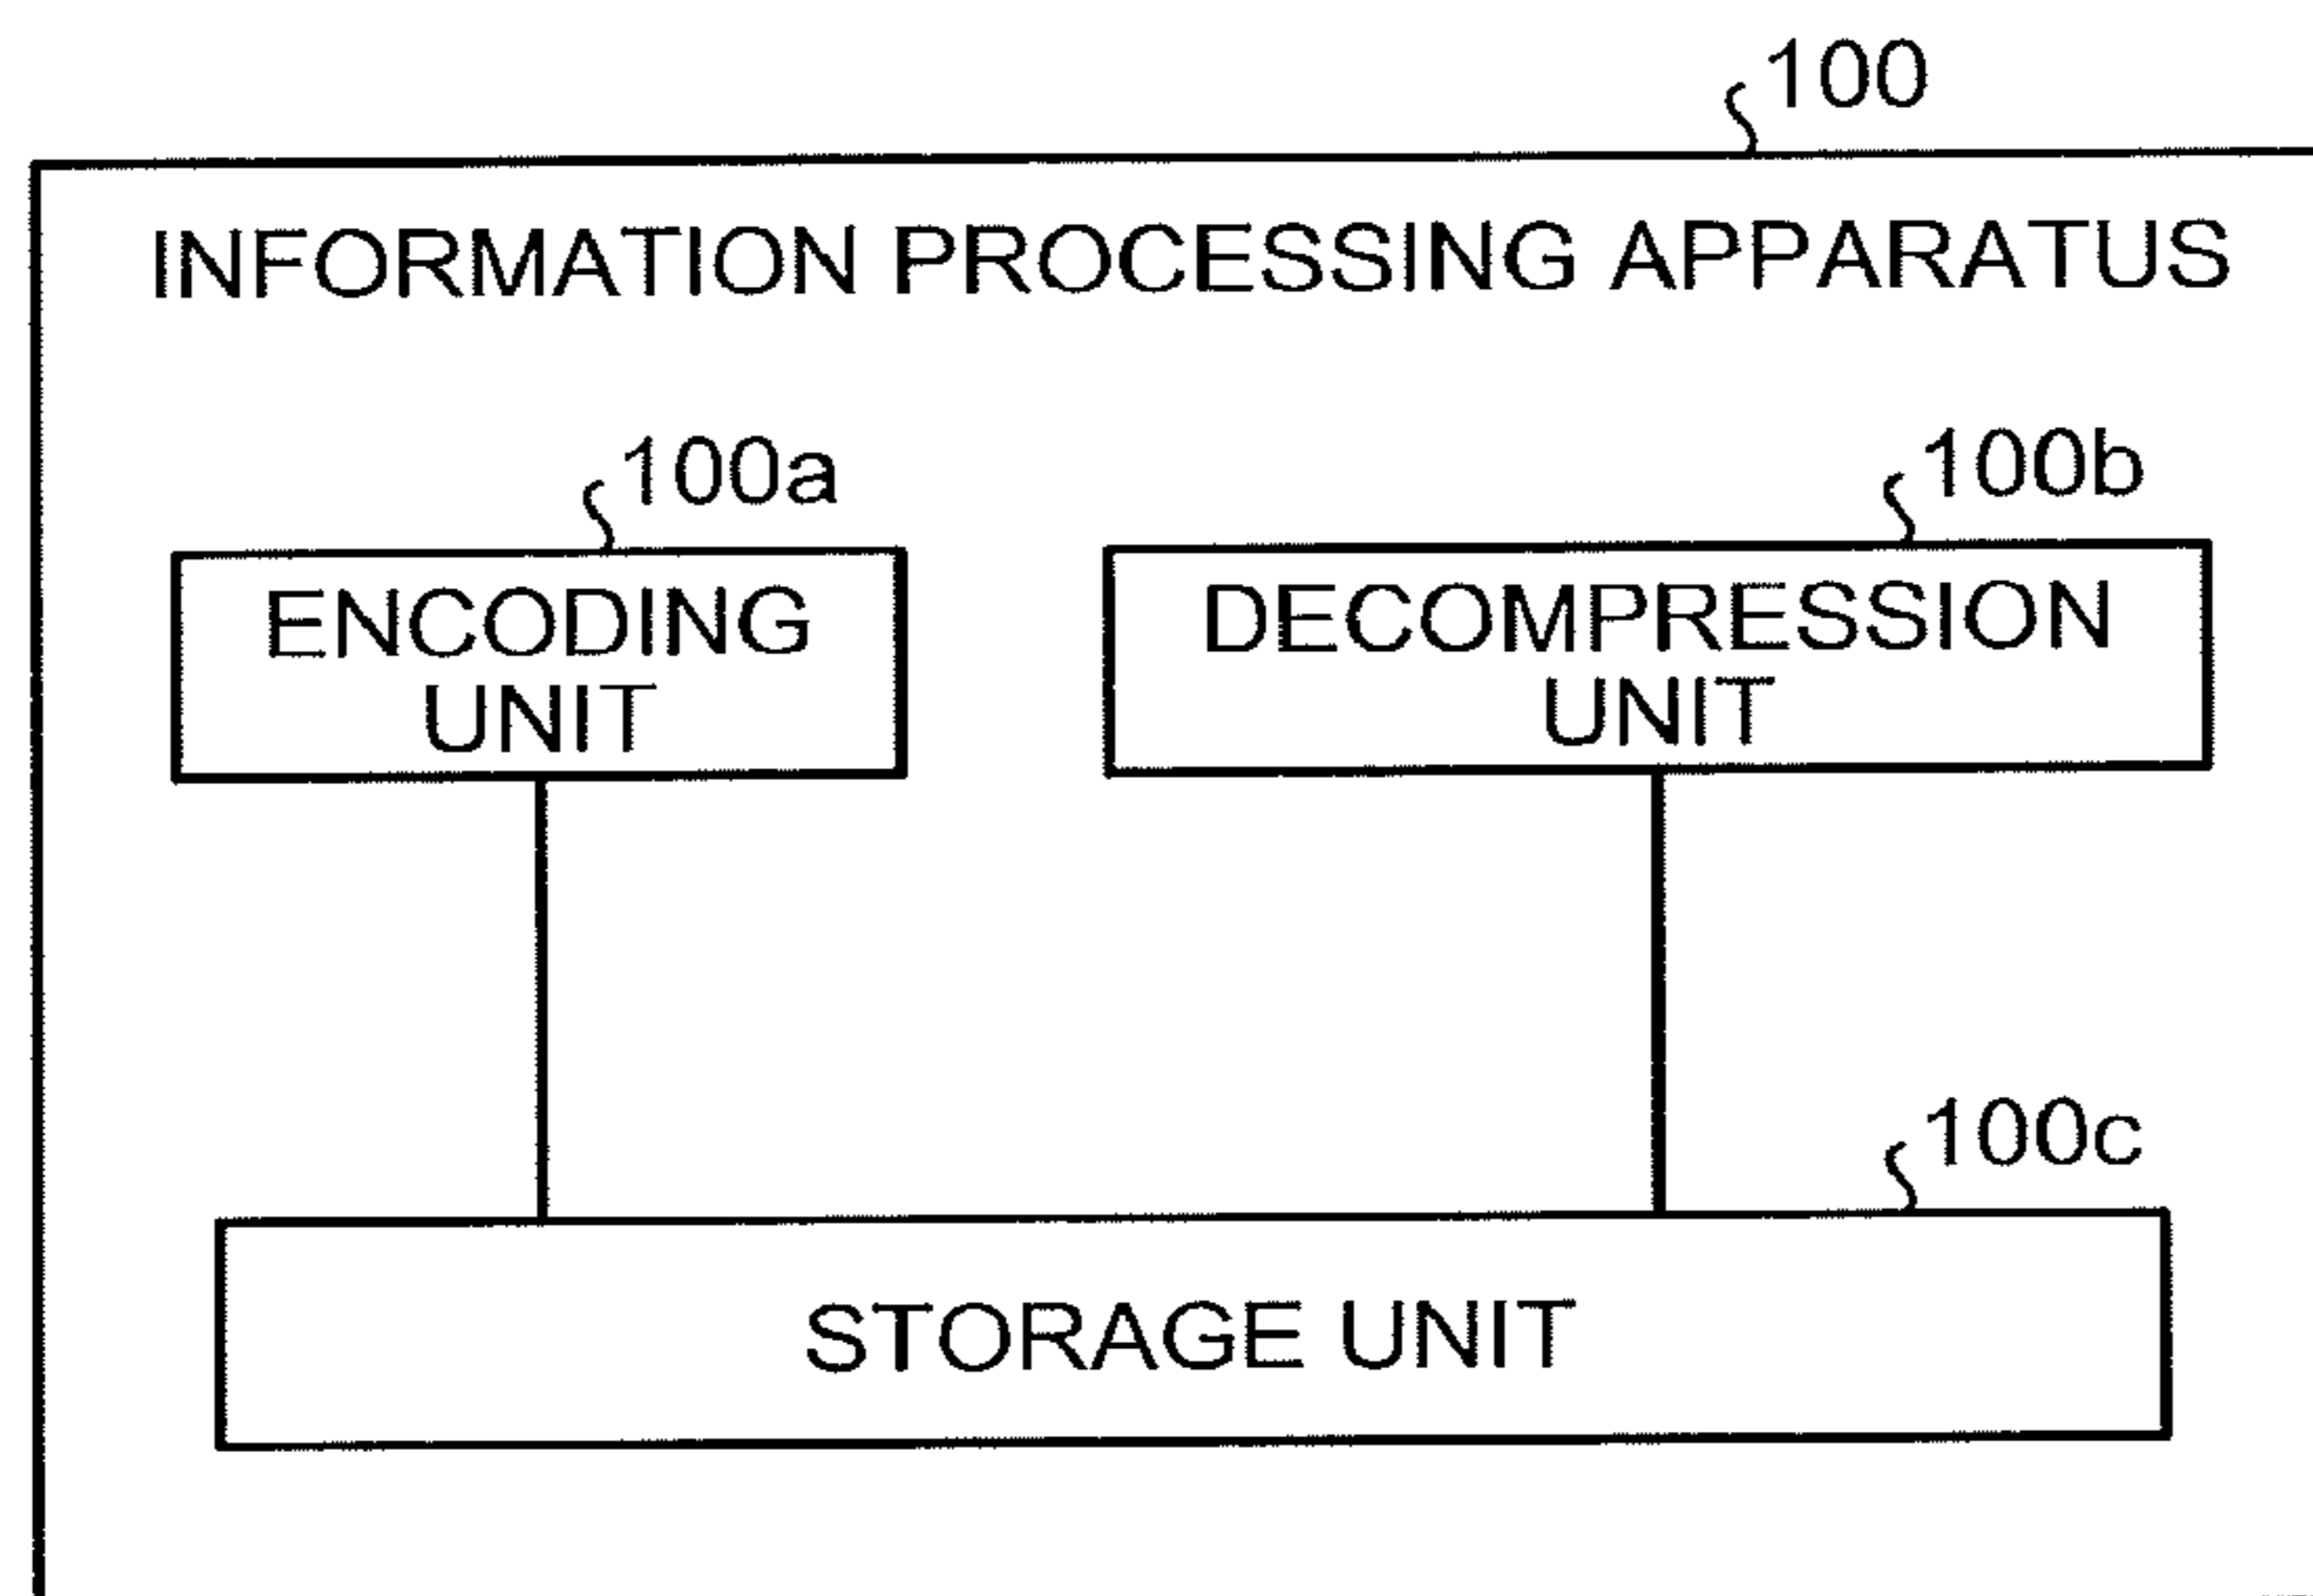 100
INFORMATION PROCESSING APPARATUS
100a
100b
ENCODING
UNIT
DECOMPRESSION
UNIT
100c
STORAGE UNIT